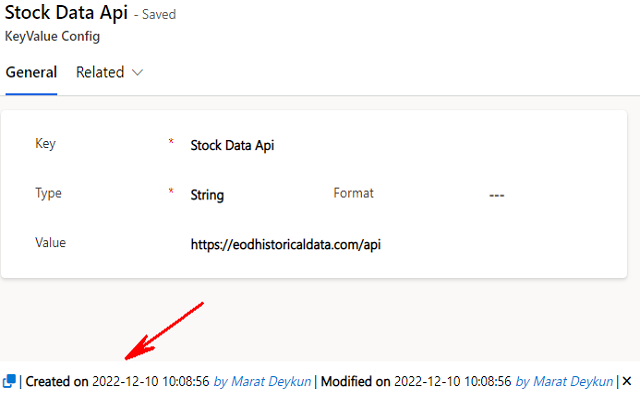 Stock Data Api - Saved
KeyValue Config
General Related
Key * Stock Data Api
Type * String Format ---
Value https://eodhistoricaldata.com/api
| Created on 2022-12-10 10:08:56 by Marat Deykun | Modified on 2022-12-10 10:08:56 by Marat Deykun | ✕